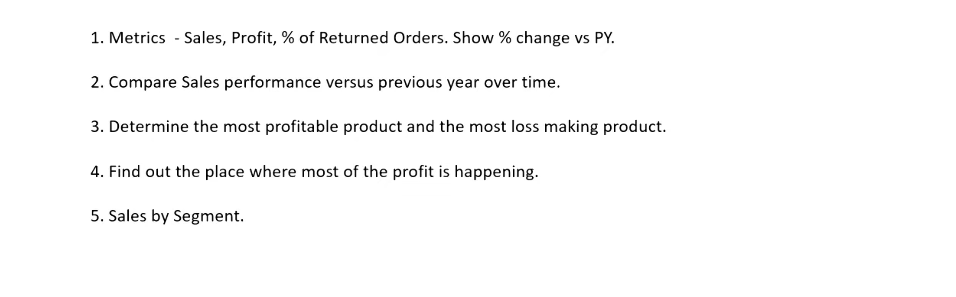 1. Metrics  - Sales, Profit, % of Returned Orders. Show % change vs PY.
2. Compare Sales performance versus previous year over time.
3. Determine the most profitable product and the most loss making product.
4. Find out the place where most of the profit is happening.
5. Sales by Segment.